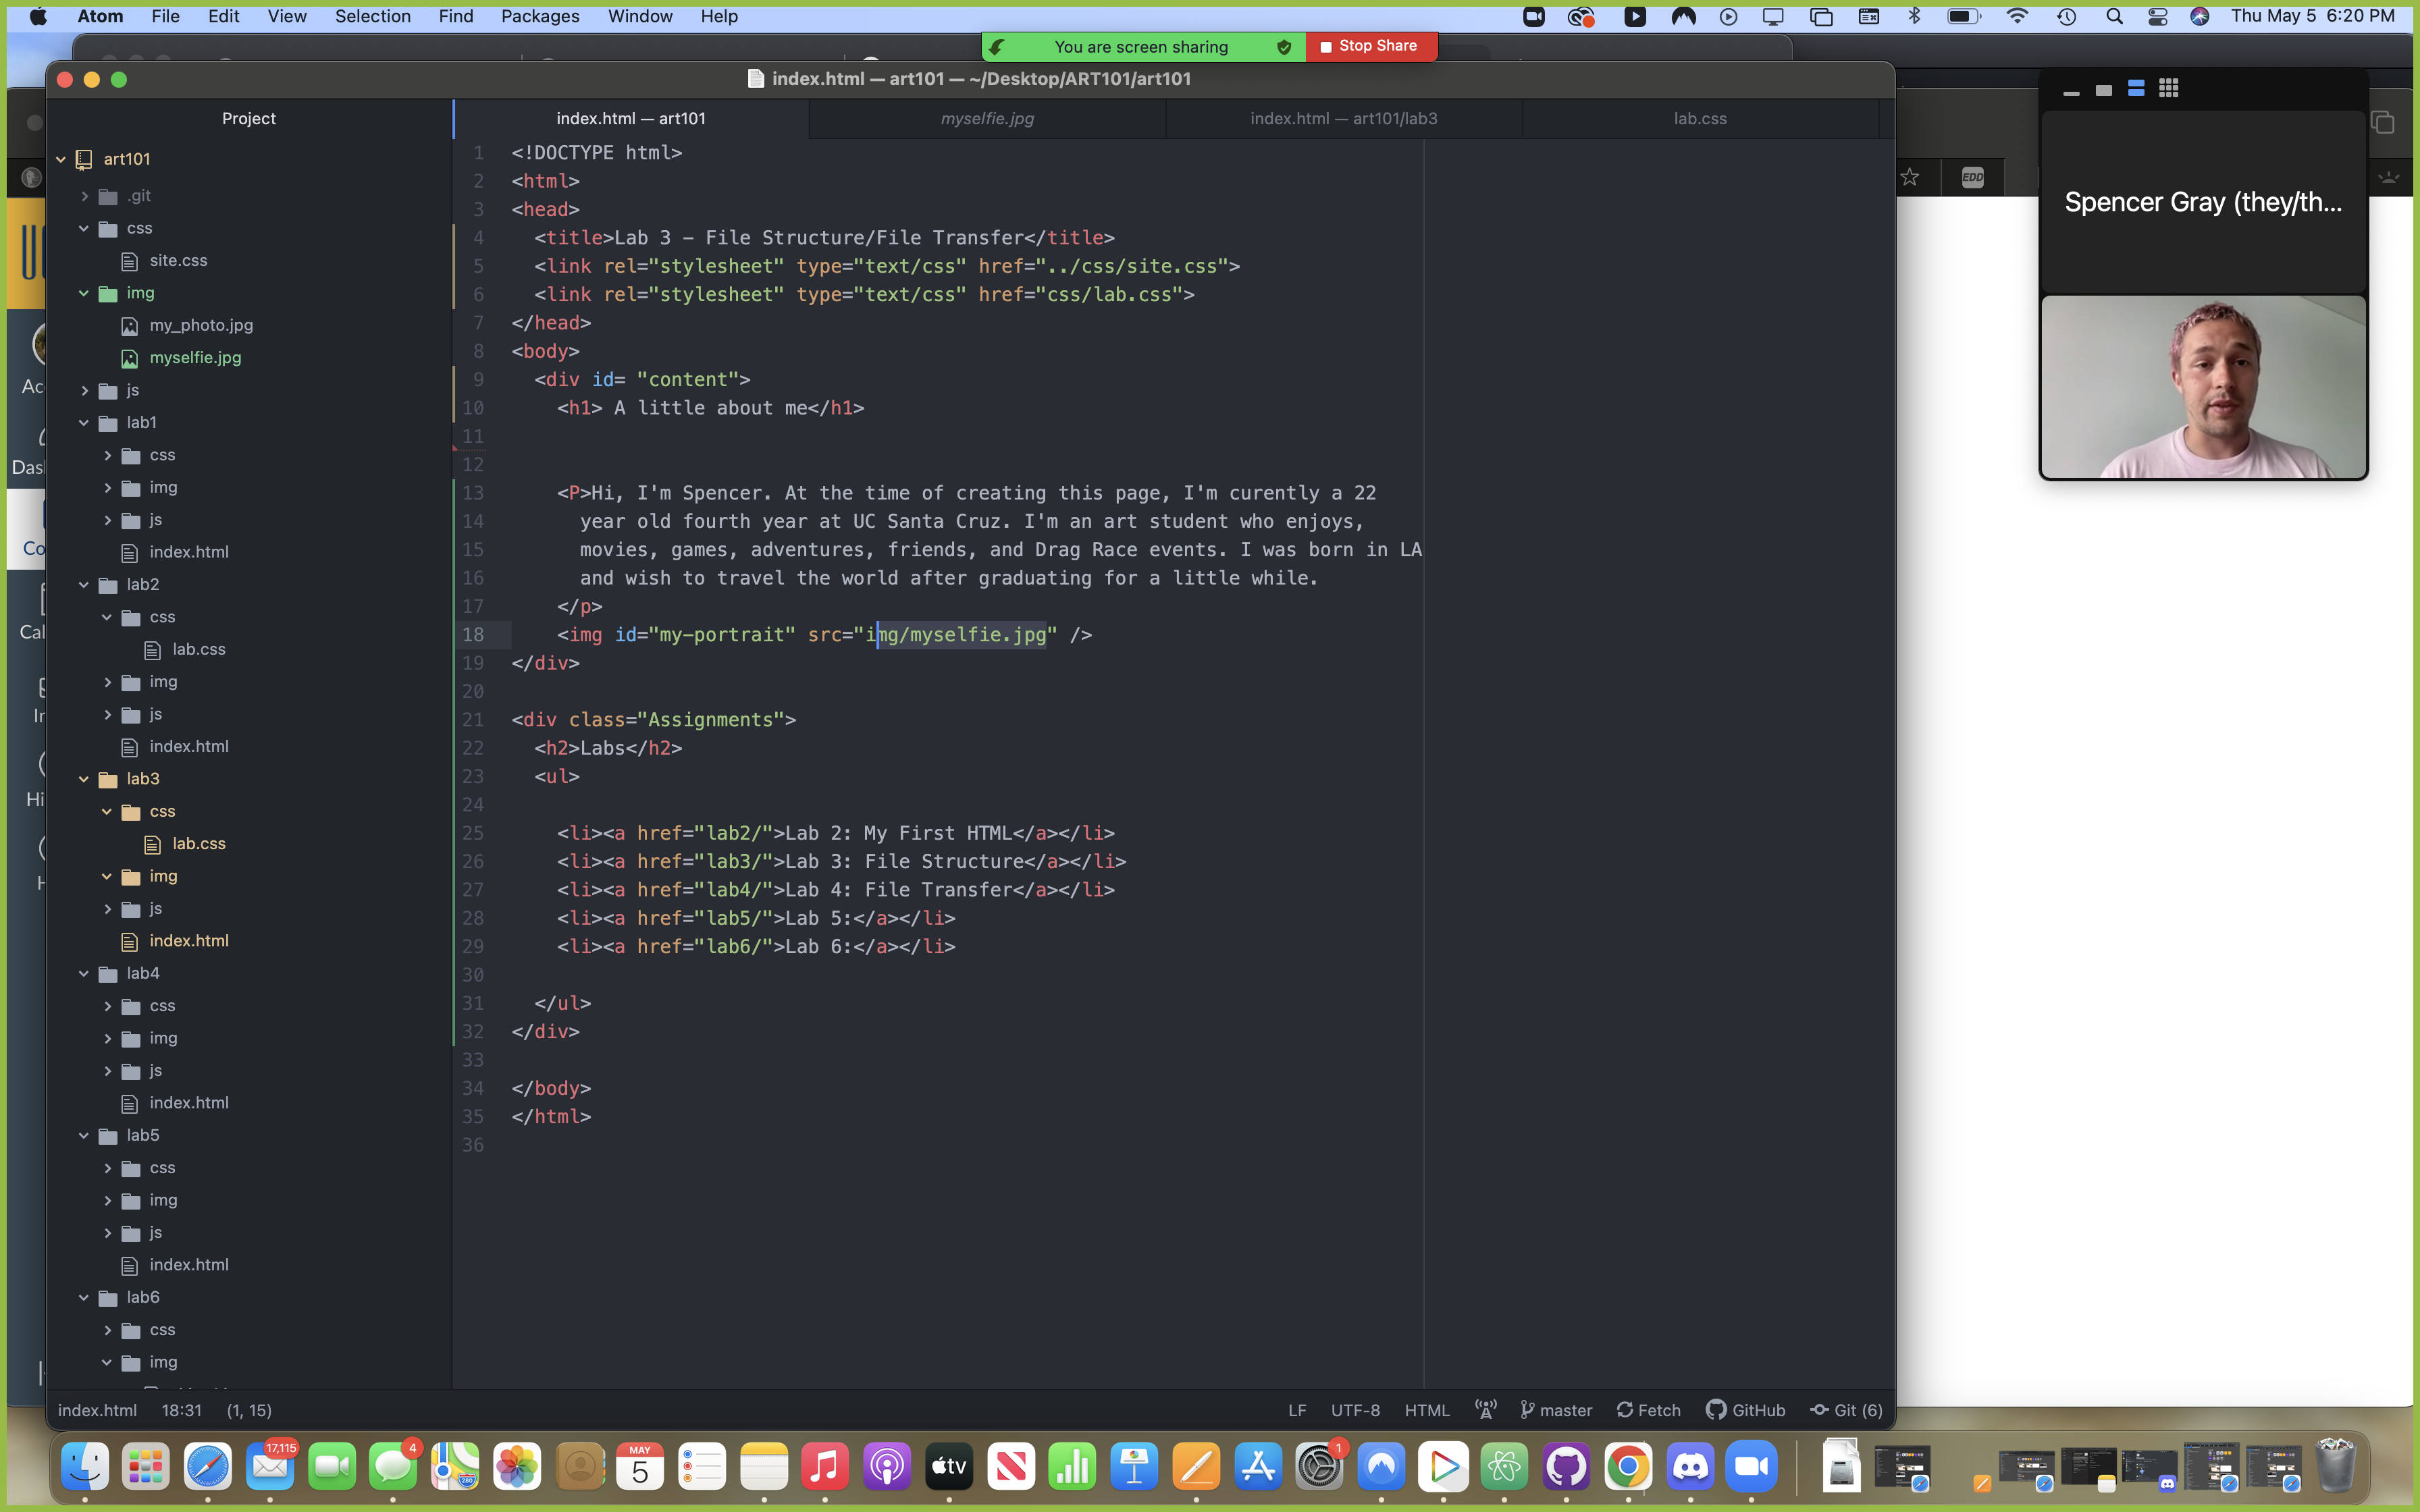 Atom File Edit View Selection Find Packages Window Help Thu May 5 6:20 PM
You are screen sharing Stop Share
index.html — art101 — ~/Desktop/ART101/art101
Project
index.html — art101 myselfie.jpg index.html — art101/lab3 lab.css
art101
.git
css
site.css
img
my_photo.jpg
myselfie.jpg
js
lab1
css
img
js
index.html
lab2
css
lab.css
img
js
index.html
lab3
css
lab.css
img
js
index.html
lab4
css
img
js
index.html
lab5
css
img
js
index.html
lab6
css
img
1 <!DOCTYPE html>
2 <html>
3 <head>
4 <title>Lab 3 - File Structure/File Transfer</title>
5 <link rel="stylesheet" type="text/css" href="../css/site.css">
6 <link rel="stylesheet" type="text/css" href="css/lab.css">
7 </head>
8 <body>
9 <div id= "content">
10 <h1> A little about me</h1>
11
12
13 <P>Hi, I'm Spencer. At the time of creating this page, I'm curently a 22
14 year old fourth year at UC Santa Cruz. I'm an art student who enjoys,
15 movies, games, adventures, friends, and Drag Race events. I was born in LA
16 and wish to travel the world after graduating for a little while.
17 </p>
18 <img id="my-portrait" src="img/myselfie.jpg" />
19 </div>
20
21 <div class="Assignments">
22 <h2>Labs</h2>
23 <ul>
24
25 <li><a href="lab2/">Lab 2: My First HTML</a></li>
26 <li><a href="lab3/">Lab 3: File Structure</a></li>
27 <li><a href="lab4/">Lab 4: File Transfer</a></li>
28 <li><a href="lab5/">Lab 5:</a></li>
29 <li><a href="lab6/">Lab 6:</a></li>
30
31 </ul>
32 </div>
33
34 </body>
35 </html>
36
Spencer Gray (they/th...
EDD
index.html 18:31 (1, 15) LF UTF-8 HTML master Fetch GitHub Git (6)
17,115
4
280
MAY
5
tv
1